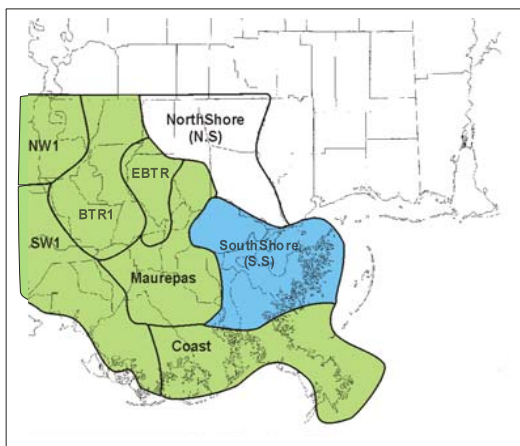 NorthShore
(N.S)
NW1
EBTR
BTR1
SW1
SouthShore
(S.S)
Maurepas
Coast